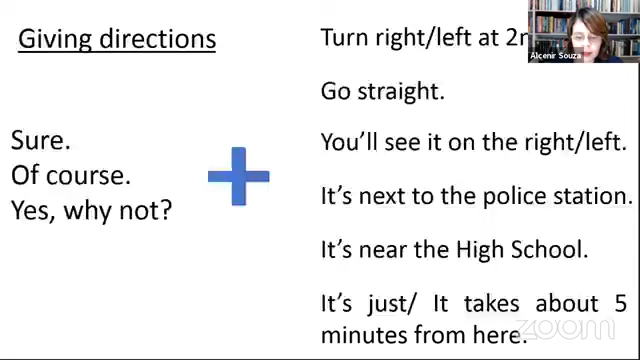 Giving directions
Sure.
Of course.
Yes, why not?
Turn right/left at
Go straight.
You'll see it on the right/left.
It's next to the police station.
It's near the High School.
It's just/ It takes about 5
minutes from here.
Alcenir Souza
zoom